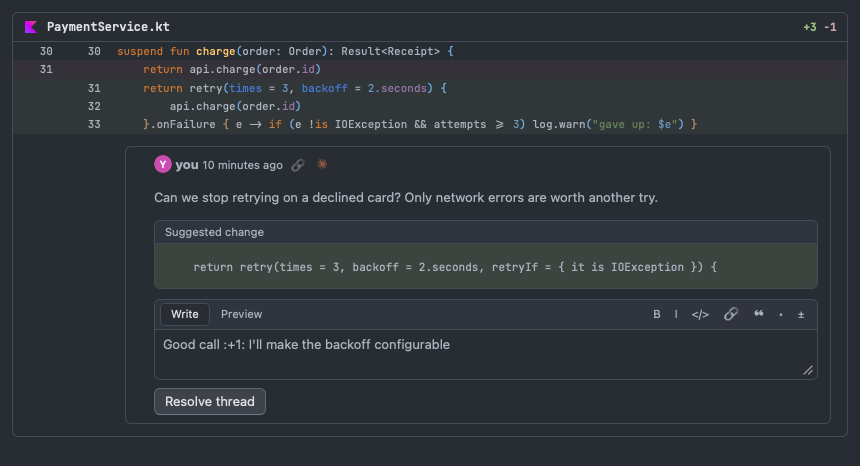 PaymentService.kt +3 -1
30 30 suspend fun charge(order: Order): Result<Receipt> {
31 return api.charge(order.id)
31 return retry(times = 3, backoff = 2.seconds) {
32 api.charge(order.id)
33 }.onFailure { e -> if (e !is IOException && attempts >= 3) log.warn("gave up: $e") }
Y you 10 minutes ago
Can we stop retrying on a declined card? Only network errors are worth another try.
Suggested change
return retry(times = 3, backoff = 2.seconds, retryIf = { it is IOException }) {
Write Preview B I </> ❝ · ±
Good call :+1: I'll make the backoff configurable
Resolve thread